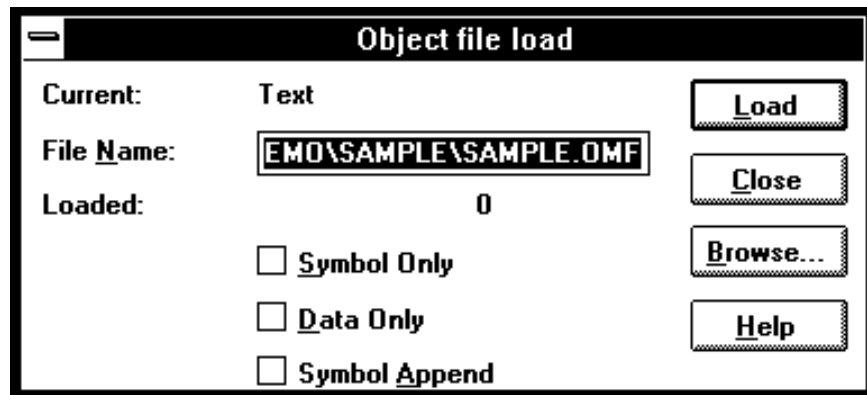 Object file load
Current: Text
Load
File Name: EMO\SAMPLE\SAMPLE.OMF
Close
Loaded: 0
Symbol Only
Browse...
Data Only
Help
Symbol Append